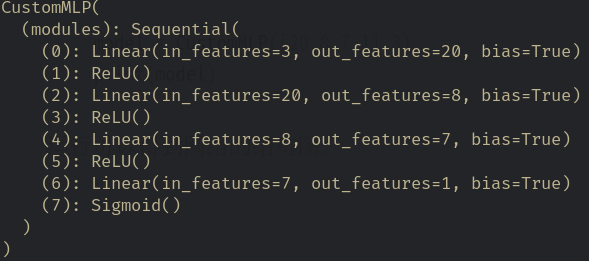 CustomMLP(
  (modules): Sequential(
    (0): Linear(in_features=3, out_features=20, bias=True)
    (1): ReLU()
    (2): Linear(in_features=20, out_features=8, bias=True)
    (3): ReLU()
    (4): Linear(in_features=8, out_features=7, bias=True)
    (5): ReLU()
    (6): Linear(in_features=7, out_features=1, bias=True)
    (7): Sigmoid()
  )
)